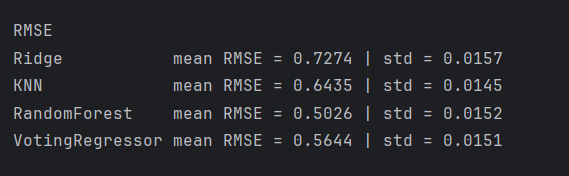 RMSE
Ridge           mean RMSE = 0.7274 | std = 0.0157
KNN             mean RMSE = 0.6435 | std = 0.0145
RandomForest    mean RMSE = 0.5026 | std = 0.0152
VotingRegressor mean RMSE = 0.5644 | std = 0.0151